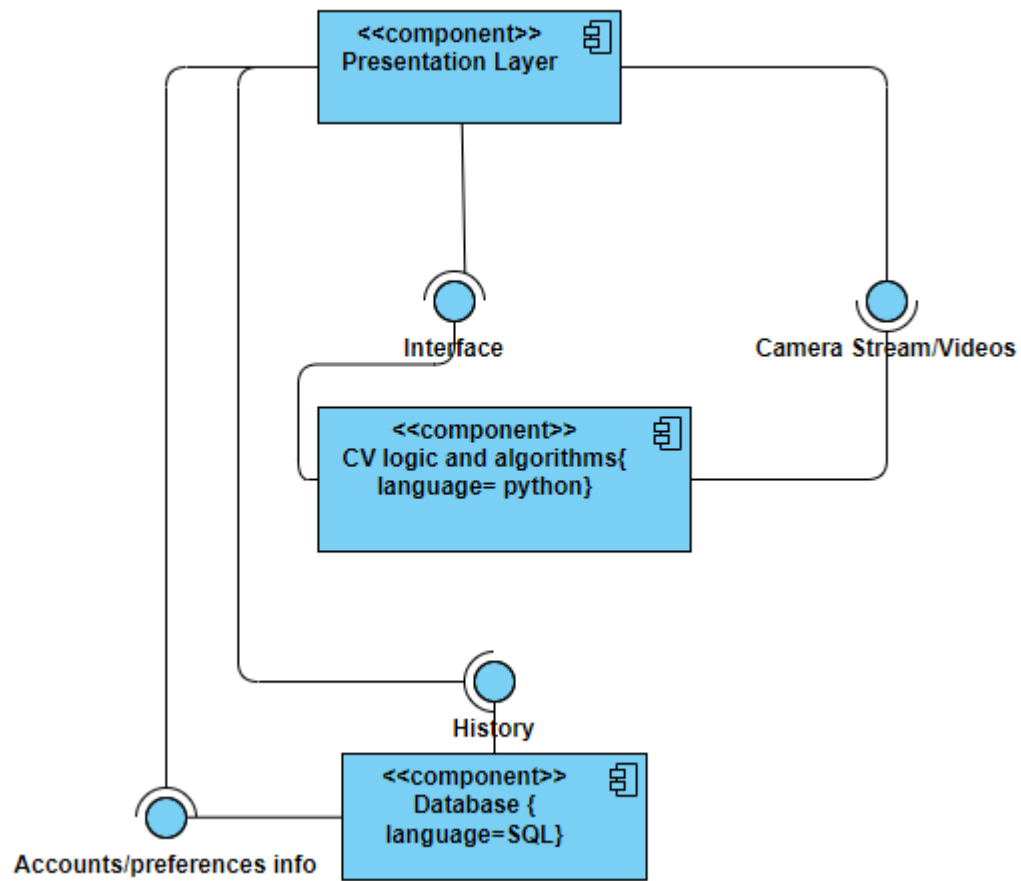 <<component>>
Presentation Layer
Interface
Camera Stream/Videos
<<component>>
CV logic and algorithms{
language= python}
History
<<component>>
Database {
language=SQL}
Accounts/preferences info